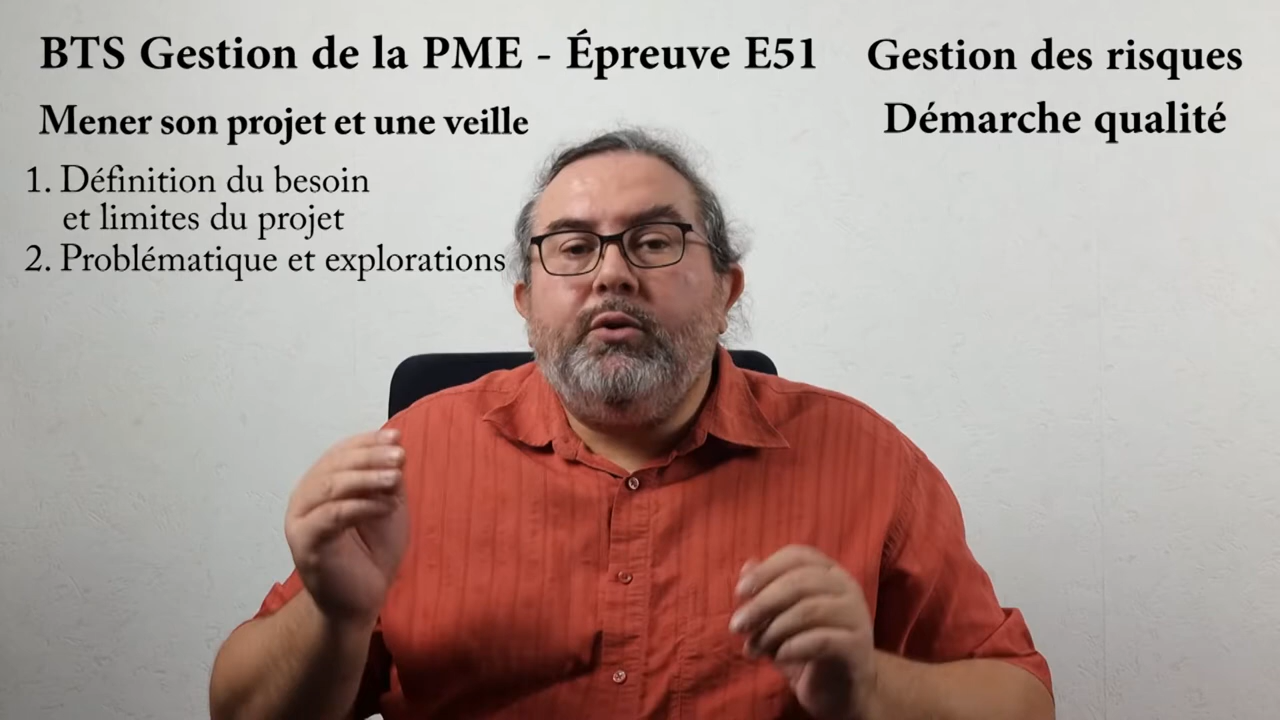 BTS Gestion de la PME - Épreuve E51
Gestion des risques
Mener son projet et une veille
Démarche qualité
1. Définition du besoin
et limites du projet
2. Problématique et explorations